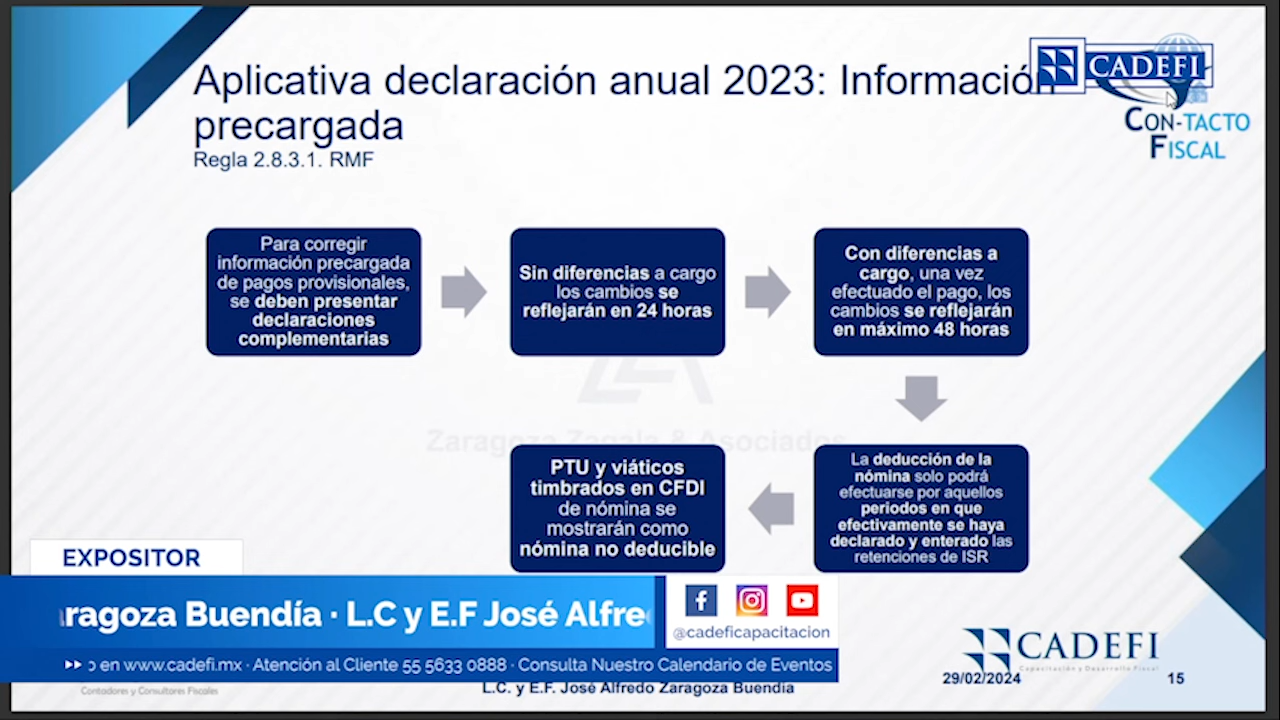 Aplicativa declaración anual 2023: Información
precargada
Regla 2.8.3.1. RMF
CADEFI
CON-TACTO
FISCAL
Para corregir
información precargada
de pagos provisionales,
se deben presentar
declaraciones
complementarias
Sin diferencias a cargo
los cambios se
reflejarán en 24 horas
Con diferencias a
cargo, una vez
efectuado el pago, los
cambios se reflejarán
en máximo 48 horas
Zaragoza Zagala & Asociados
PTU y viáticos
timbrados en CFDI
de nómina se
mostrarán como
nómina no deducible
La deducción de la
nómina solo podrá
efectuarse por aquellos
periodos en que
efectivamente se haya
declarado y enterado las
retenciones de ISR
EXPOSITOR
ragoza Buendía · L.C y E.F José Alfre
@cadeficapacitacion
o en www.cadefi.mx · Atención al Cliente 55 5633 0888 · Consulta Nuestro Calendario de Eventos
Contadores y Consultores Fiscales
L.C. y E.F. José Alfredo Zaragoza Buendía
CADEFI
Capacitación y Desarrollo Fiscal
29/02/2024
15